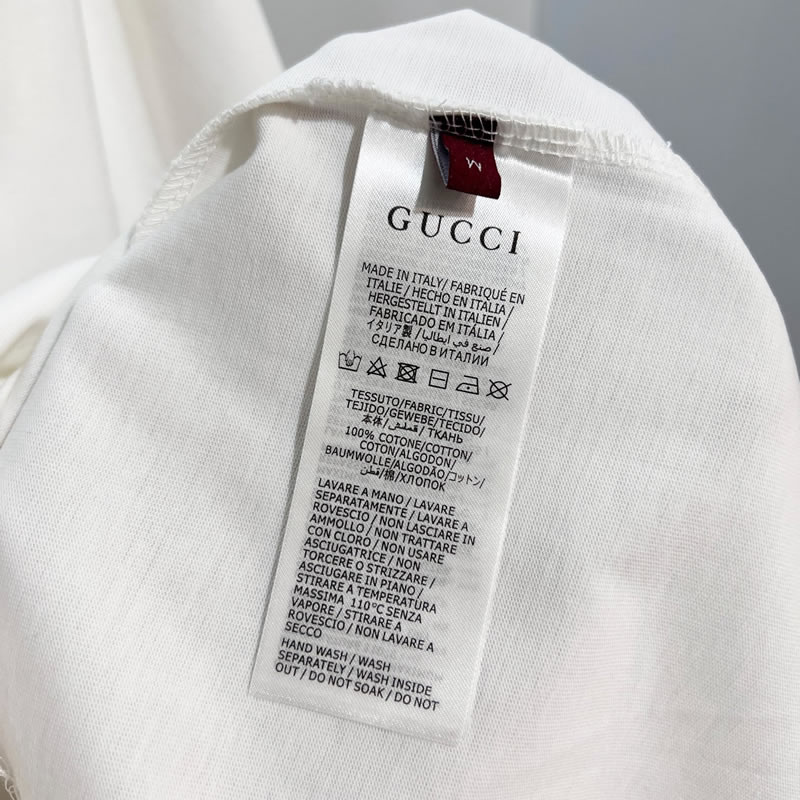 M
GUCCI
MADE IN ITALY/ FABRIQUÉ EN
ITALIE / HECHO EN ITALIA /
HERGESTELLT IN ITALIEN /
FABRICADO EM ITÁLIA /
イタリア製 / صنع في ايطاليا /
СДЕЛАНО В ИТАЛИИ
TESSUTO/FABRIC/TISSU/
TEJIDO/GEWEBE/TECIDO/
本体/قماش/ ТКАНЬ
100% COTONE/COTTON/
COTON/ALGODON/
BAUMWOLLE/ALGODÃO/コットン/
قطن/棉/ХЛОПОК
LAVARE A MANO / LAVARE
SEPARATAMENTE / LAVARE A
ROVESCIO / NON LASCIARE IN
AMMOLLO / NON TRATTARE
CON CLORO / NON USARE
ASCIUGATRICE / NON
TORCERE O STRIZZARE /
ASCIUGARE IN PIANO /
STIRARE A TEMPERATURA
MASSIMA 110°C SENZA
VAPORE / STIRARE A
ROVESCIO / NON LAVARE A
SECCO
HAND WASH / WASH
SEPARATELY / WASH INSIDE
OUT / DO NOT SOAK / DO NOT